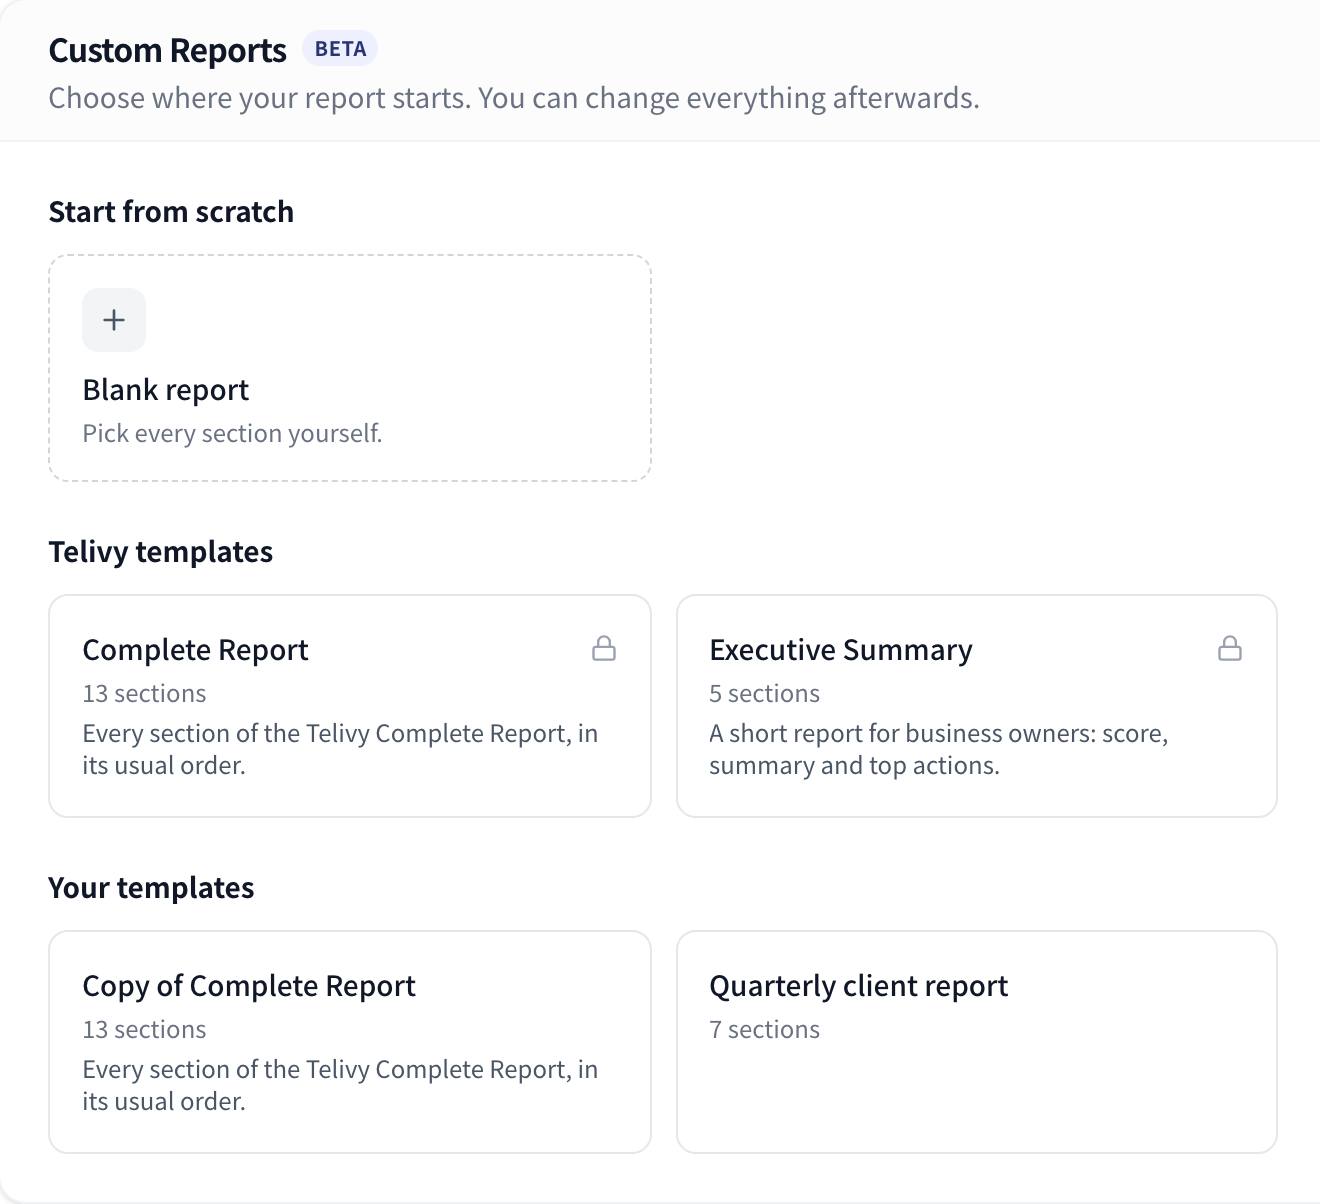 Custom Reports BETA
Choose where your report starts. You can change everything afterwards.
Start from scratch
Blank report
Pick every section yourself.
Telivy templates
Complete Report
13 sections
Every section of the Telivy Complete Report, in
its usual order.
Executive Summary
5 sections
A short report for business owners: score,
summary and top actions.
Your templates
Copy of Complete Report
13 sections
Every section of the Telivy Complete Report, in
its usual order.
Quarterly client report
7 sections